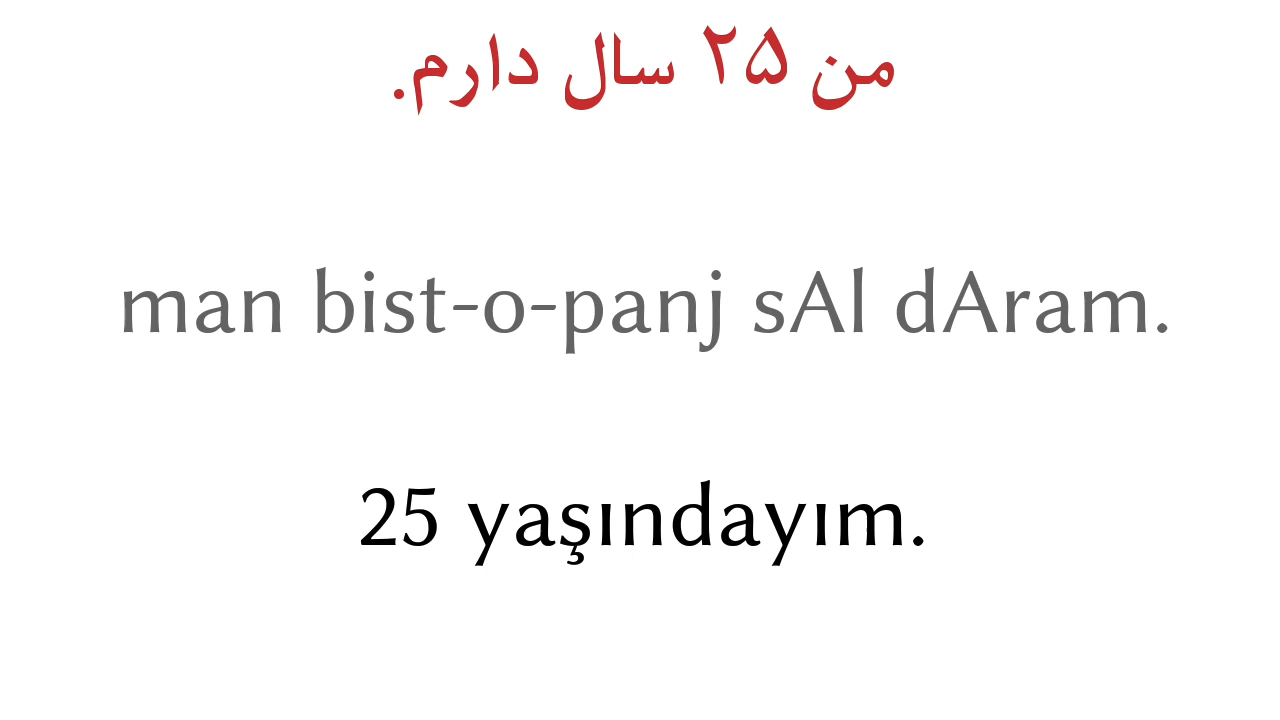 من ۲۵ سال دارم.
man bist-o-panj sAl dAram.
25 yaşındayım.